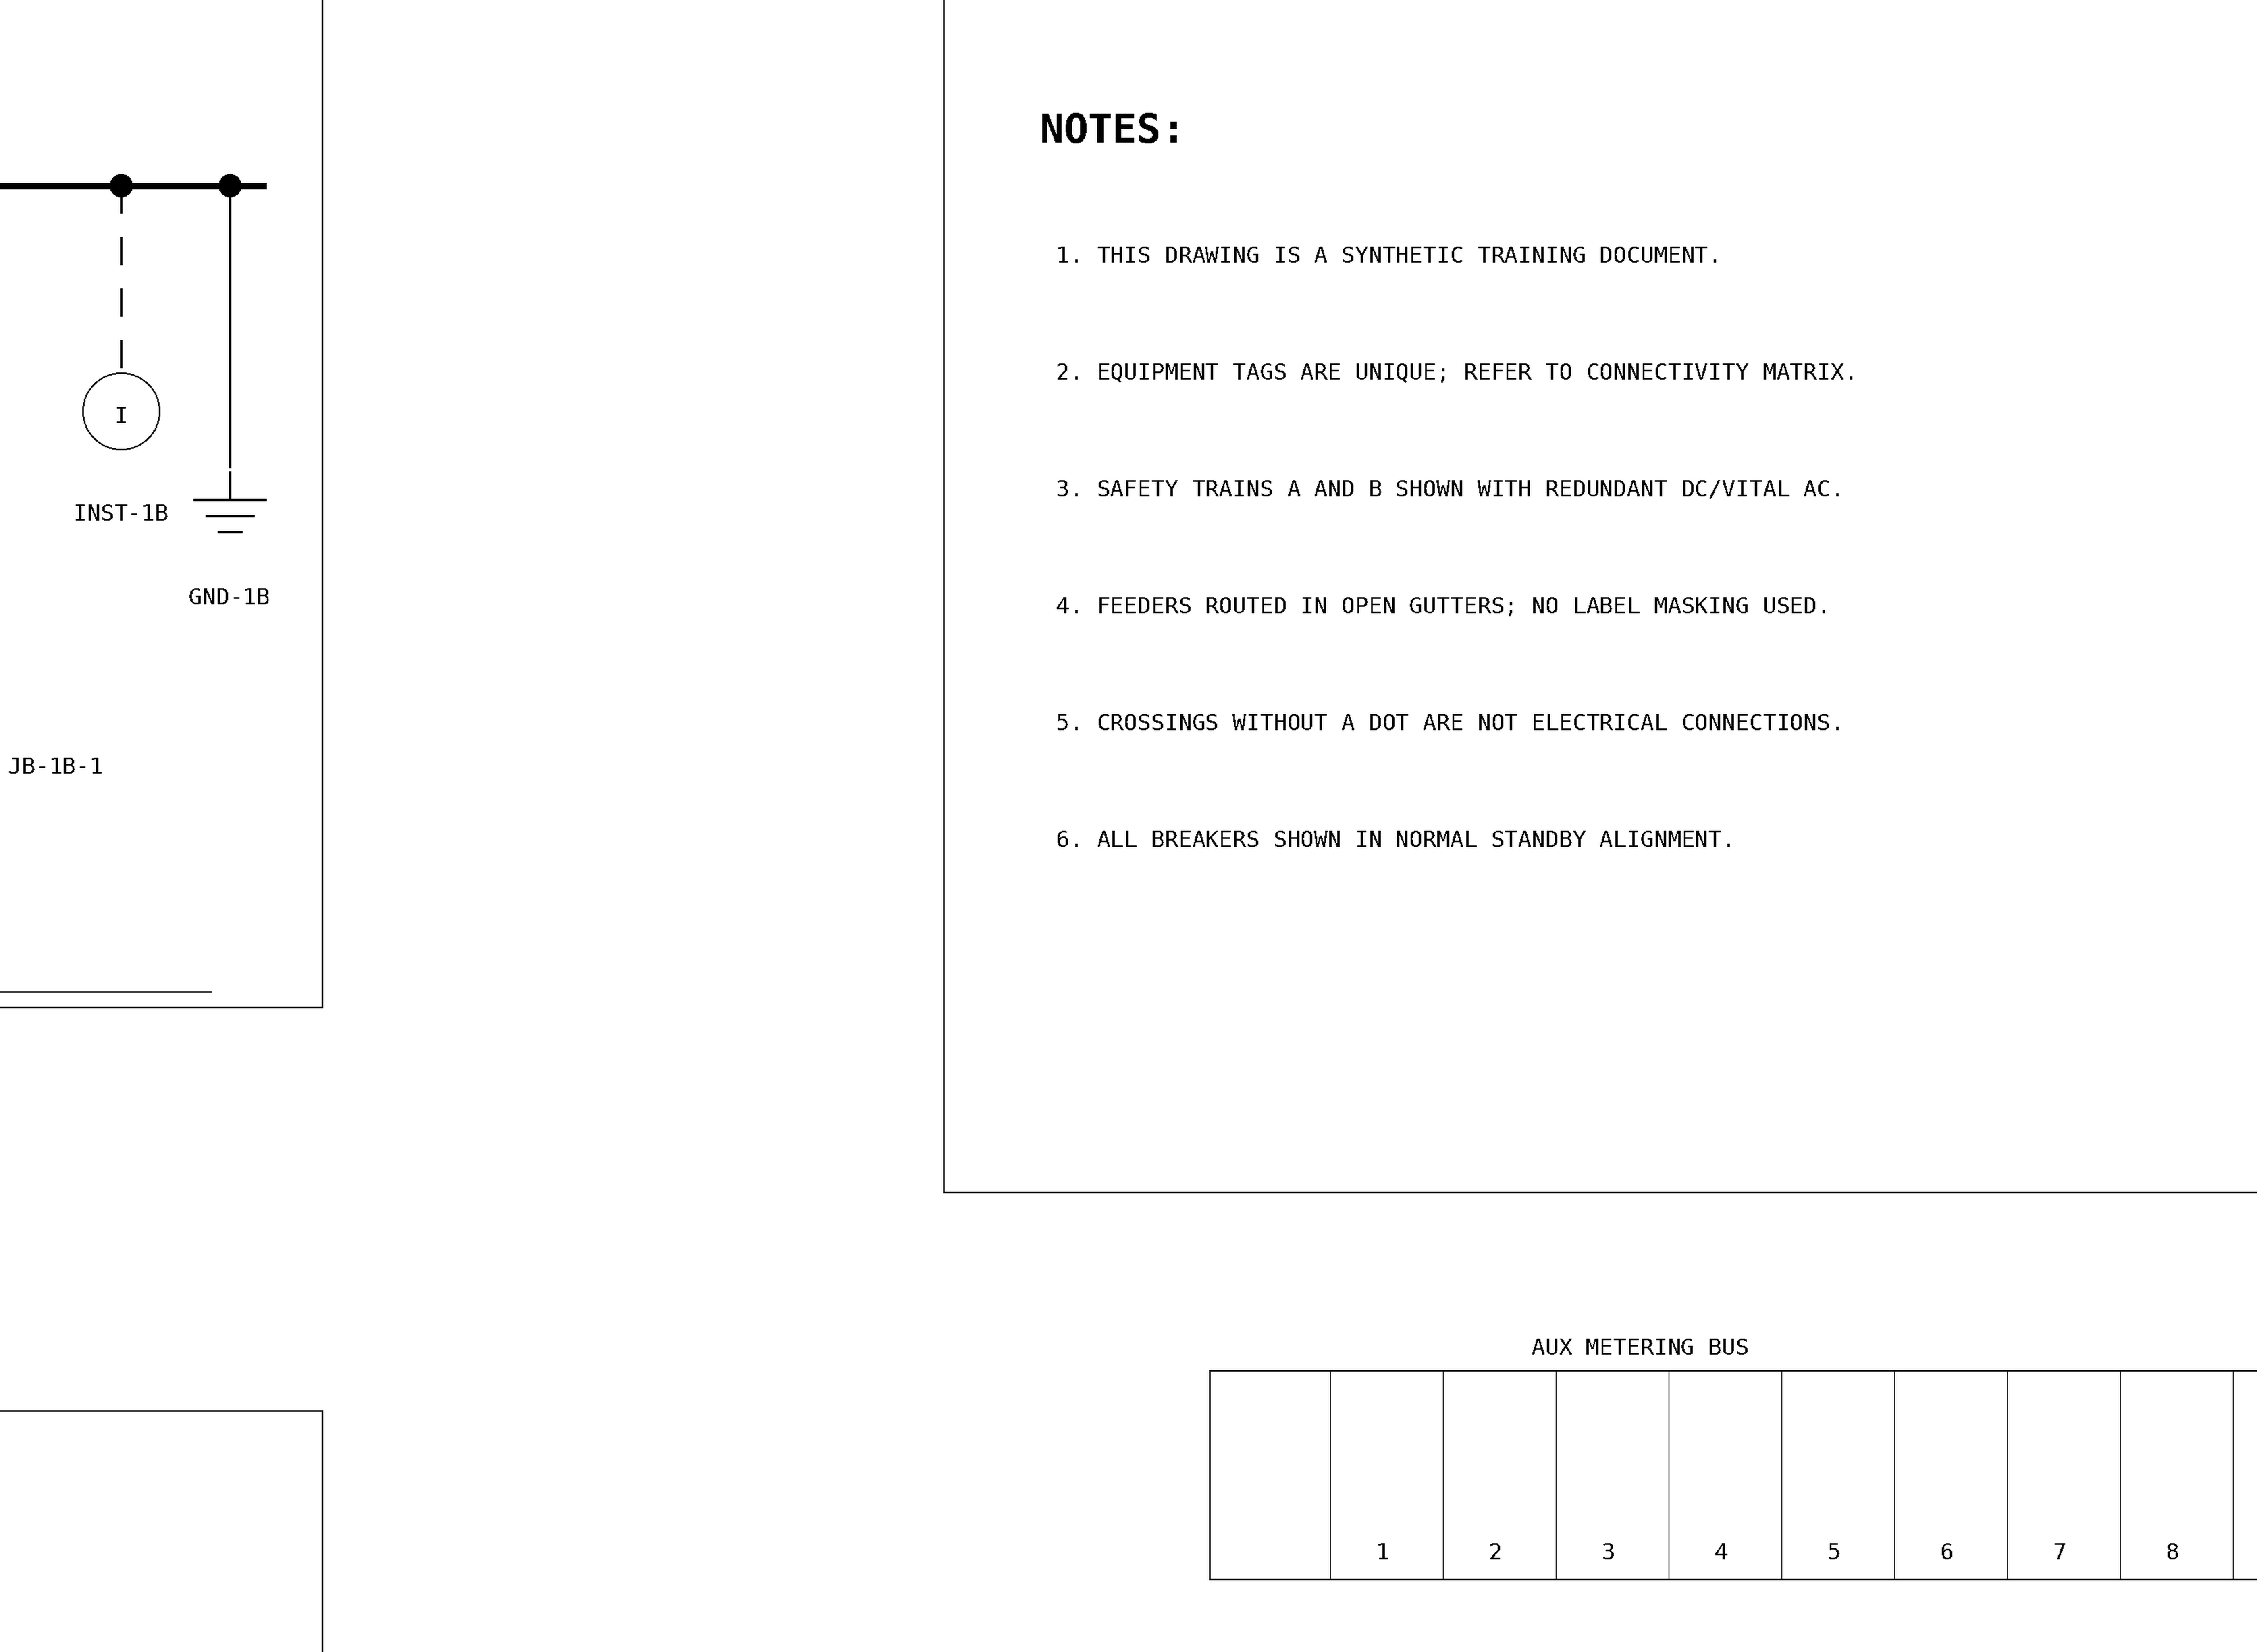 NOTES:
1. THIS DRAWING IS A SYNTHETIC TRAINING DOCUMENT.
2. EQUIPMENT TAGS ARE UNIQUE; REFER TO CONNECTIVITY MATRIX.
3. SAFETY TRAINS A AND B SHOWN WITH REDUNDANT DC/VITAL AC.
4. FEEDERS ROUTED IN OPEN GUTTERS; NO LABEL MASKING USED.
5. CROSSINGS WITHOUT A DOT ARE NOT ELECTRICAL CONNECTIONS.
6. ALL BREAKERS SHOWN IN NORMAL STANDBY ALIGNMENT.
I
INST-1B
GND-1B
JB-1B-1
AUX METERING BUS
1 2 3 4 5 6 7 8